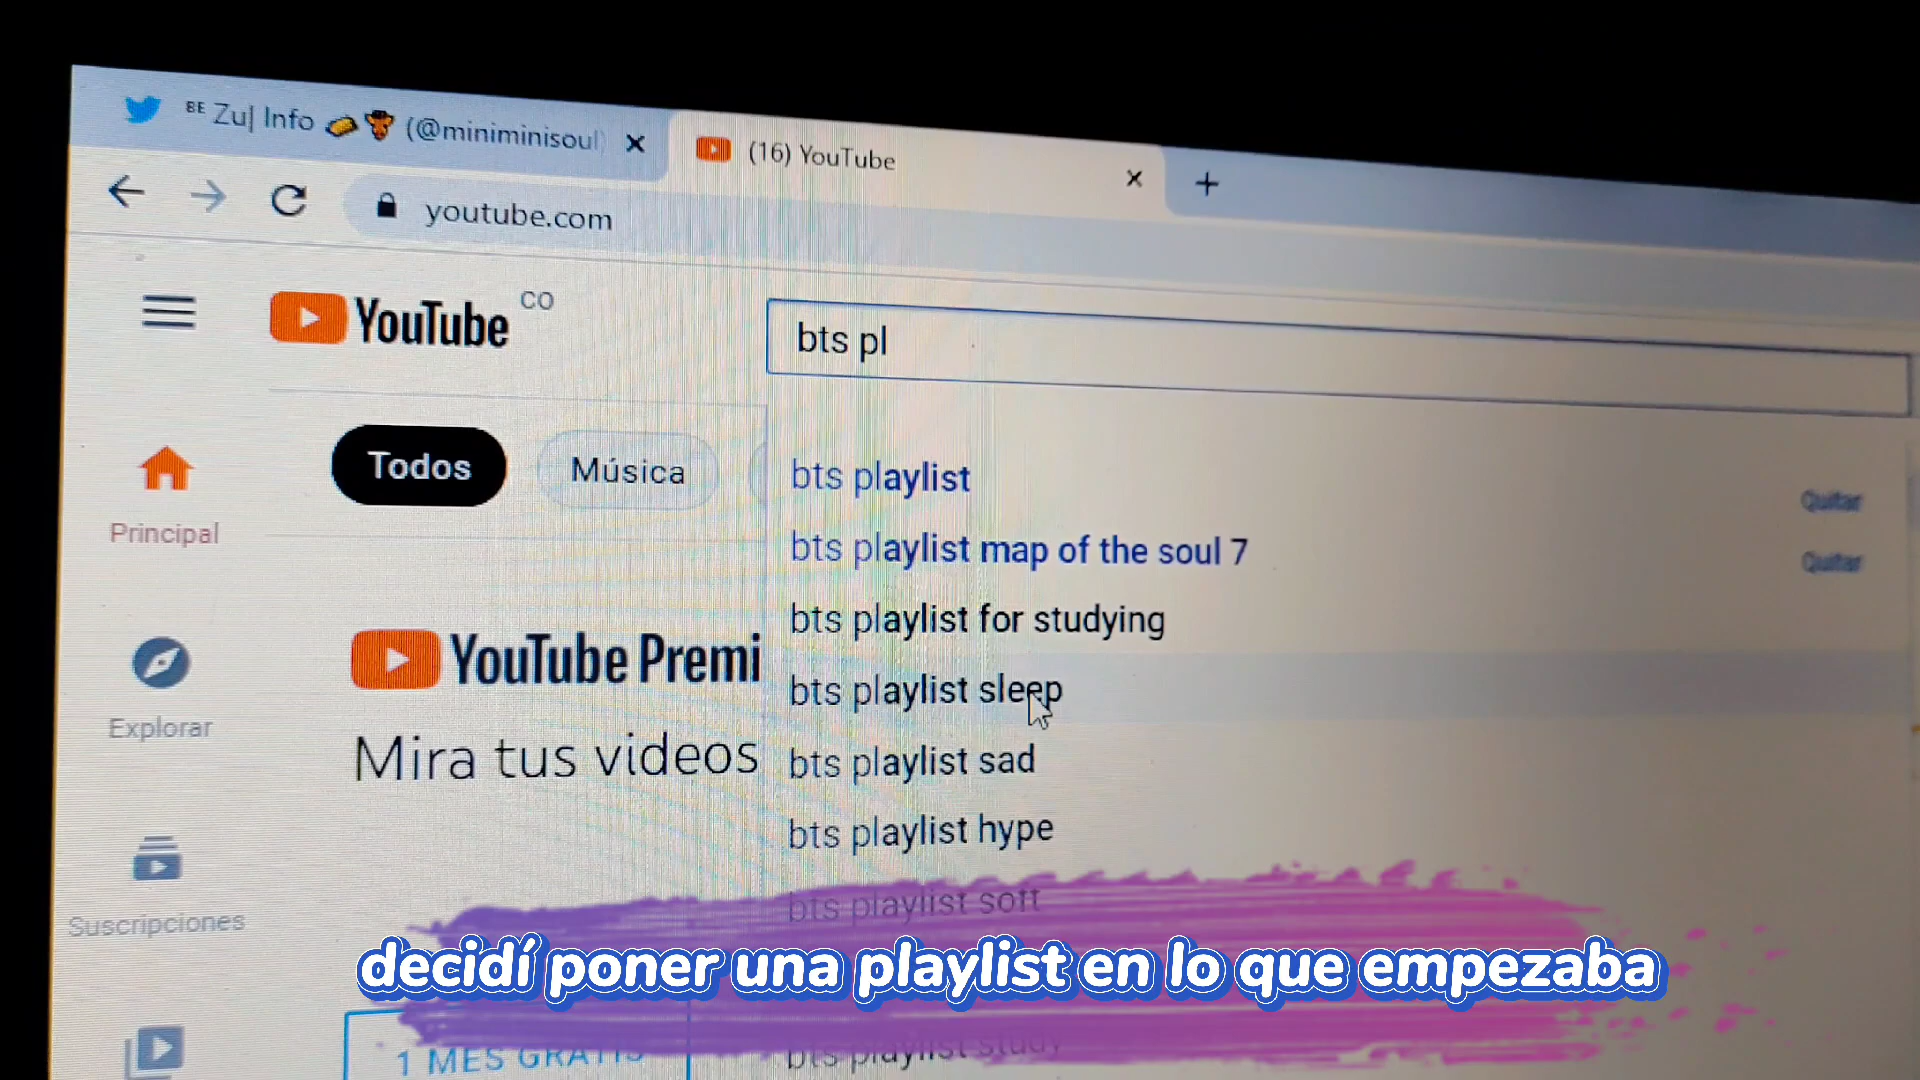 BE Zu| Info (@miniminisoul)
(16) YouTube
youtube.com
YouTube CO
bts pl
Todos
Música
bts playlist
Quitar
bts playlist map of the soul 7
Quitar
bts playlist for studying
bts playlist sleep
bts playlist sad
bts playlist hype
bts playlist soft
bts playlist study
Principal
Explorar
Suscripciones
YouTube Premi
Mira tus videos
1 MES GRATIS
decidí poner una playlist en lo que empezaba